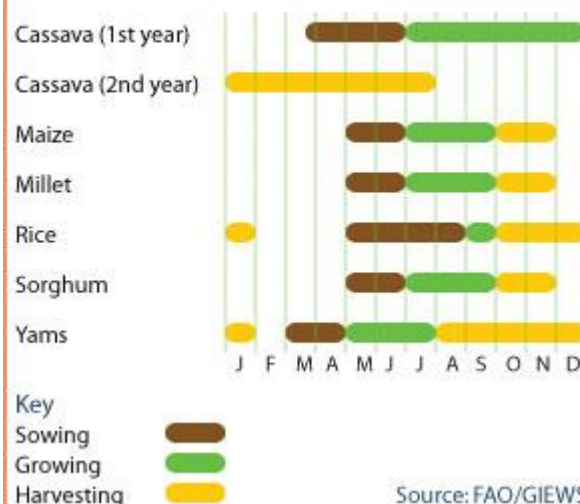 Cassava (1st year)
Cassava (2nd year)
Maize
Millet
Rice
Sorghum
Yams
J F M A M J J A S O N D
Key
Sowing
Growing
Harvesting
Source: FAO/GIEWS